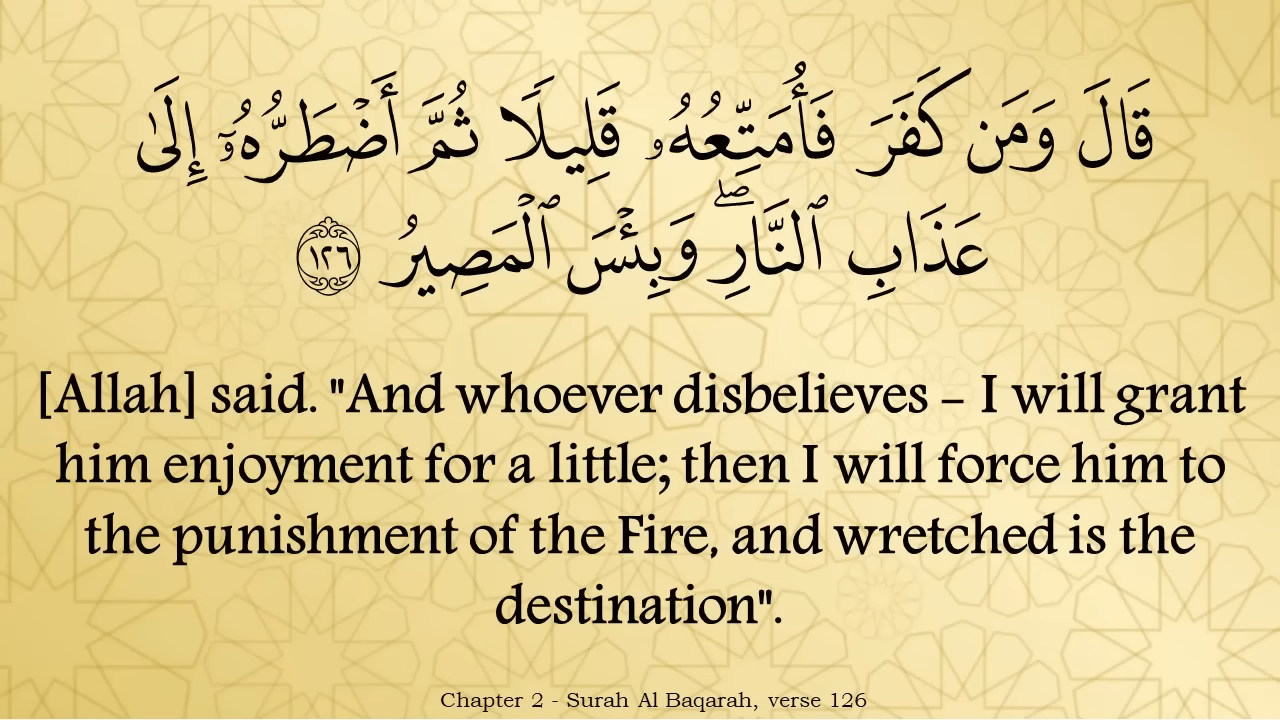 قَالَ وَمَن كَفَرَ فَأُمَتِّعُهُۥ قَلِيلًا ثُمَّ أَضْطَرُّهُۥٓ إِلَىٰ
عَذَابِ ٱلنَّارِ ۖ وَبِئْسَ ٱلْمَصِيرُ ١٢٦
[Allah] said. "And whoever disbelieves – I will grant
him enjoyment for a little; then I will force him to
the punishment of the Fire, and wretched is the
destination".
Chapter 2 - Surah Al Baqarah, verse 126